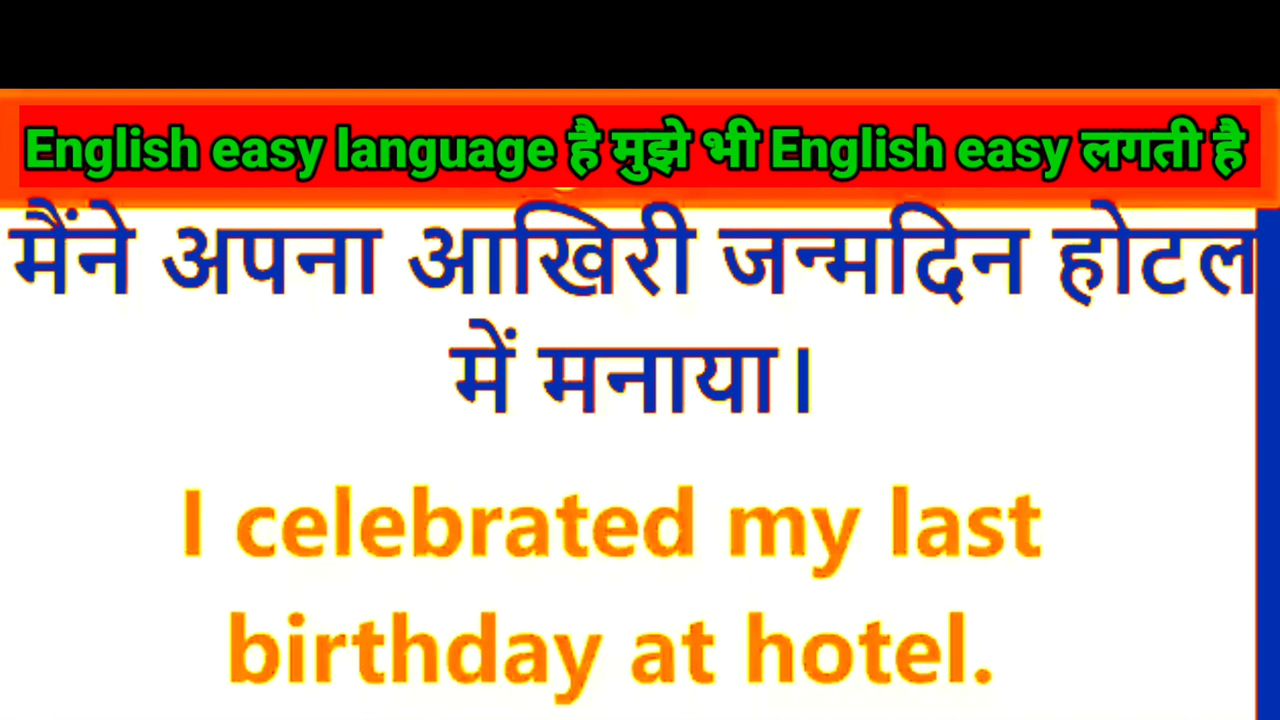 English easy language है मुझे भी English easy लगती है
मैंने अपना आखिरी जन्मदिन होटल
में मनाया।
I celebrated my last
birthday at hotel.